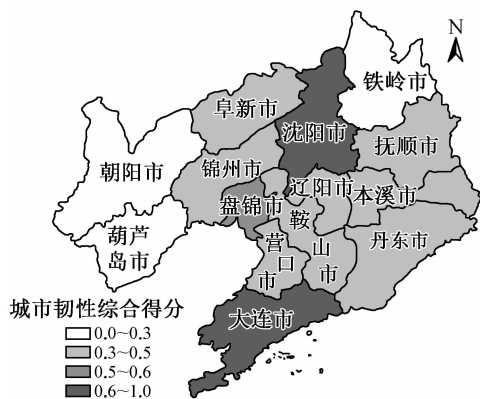 N
铁岭市
阜新市
沈阳市
抚顺市
朝阳市
锦州市
辽阳市
本溪市
盘锦市
鞍山市
葫芦
岛市
营口市
丹东市
大连市
城市韧性综合得分
0.0~0.3
0.3~0.5
0.5~0.6
0.6~1.0